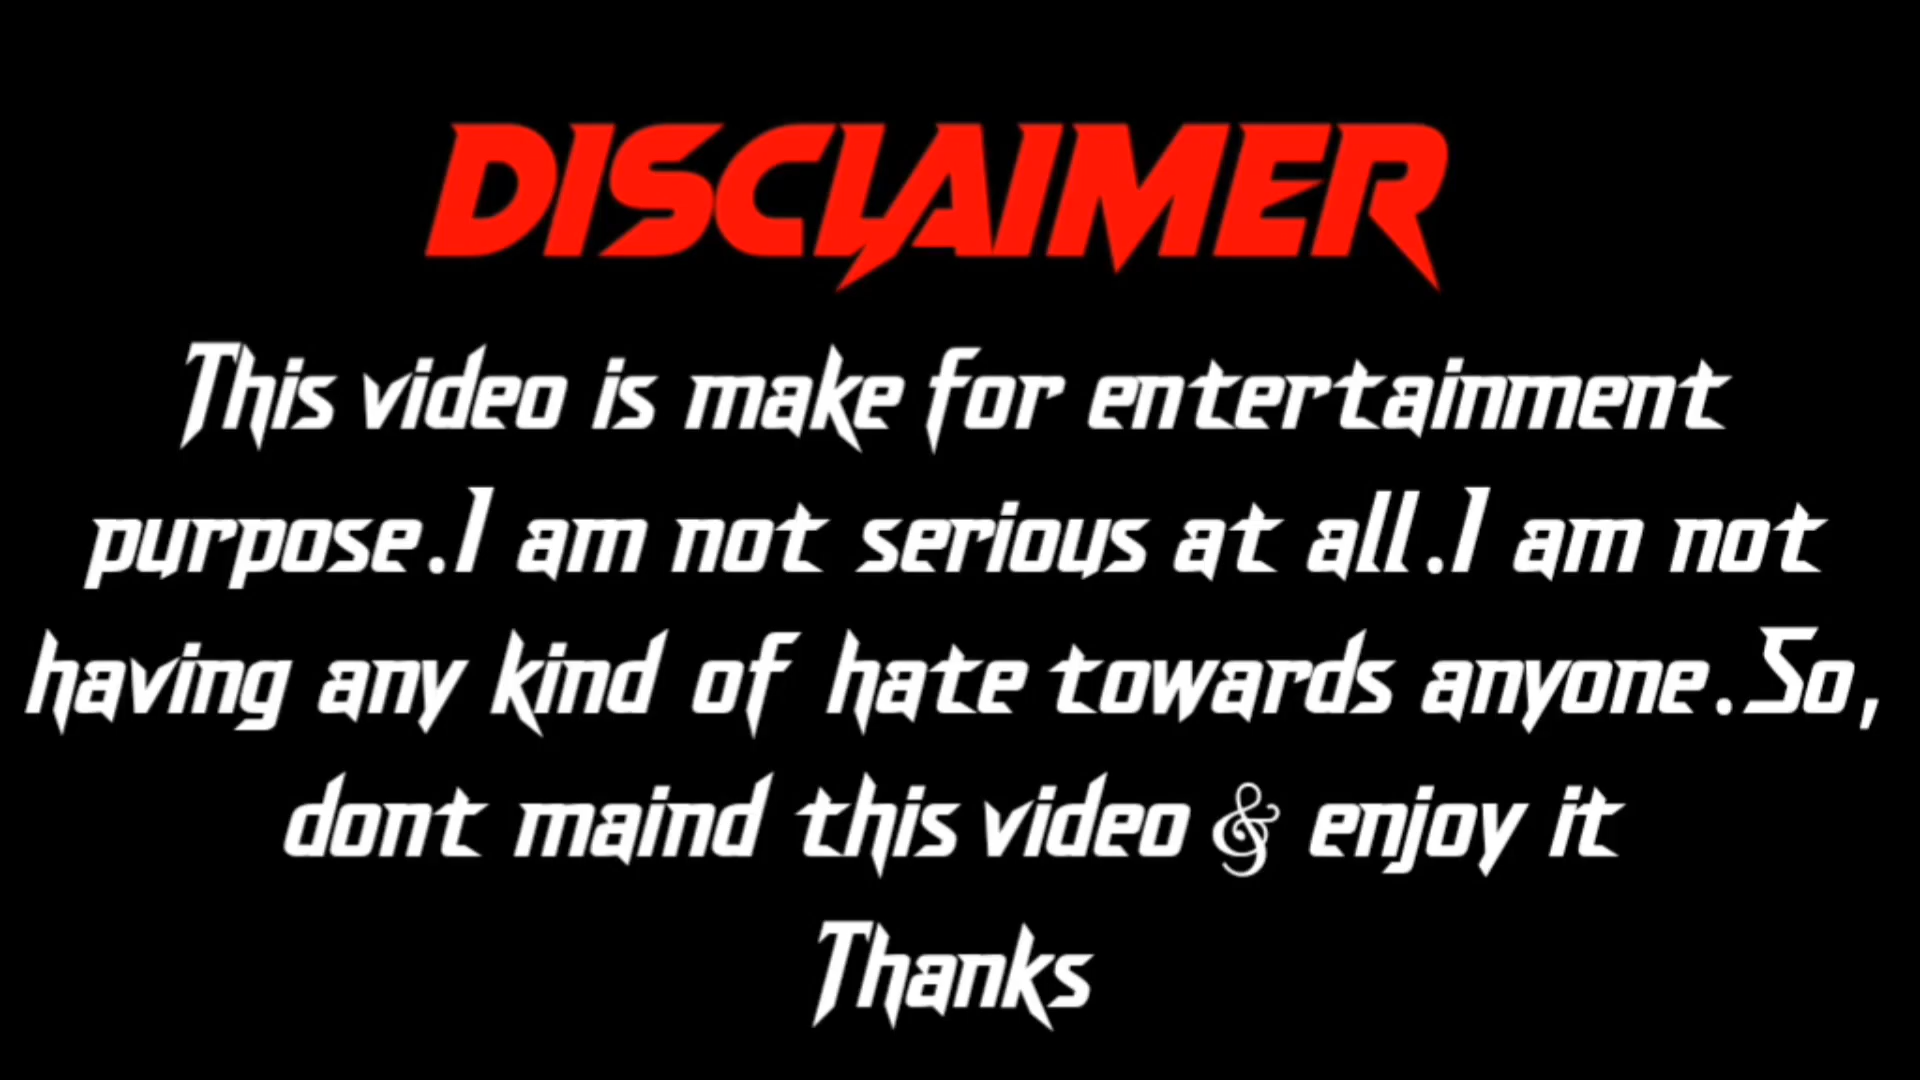 DISCLAIMER
This video is make for entertainment
purpose.I am not serious at all.I am not
having any kind of hate towards anyone.So,
dont maind this video & enjoy it
Thanks